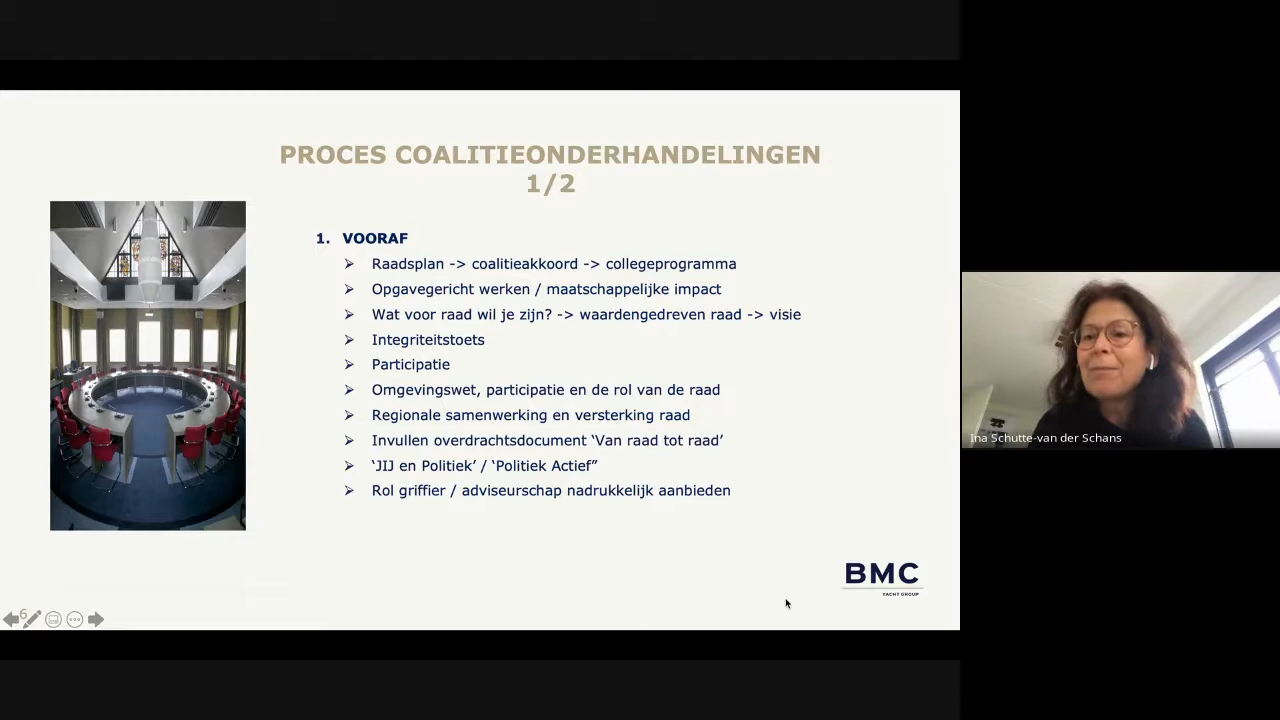 PROCES COALITIEONDERHANDELINGEN
1/2
1. VOORAF
Raadsplan -> coalitieakkoord -> collegeprogramma
Opgavegericht werken / maatschappelijke impact
Wat voor raad wil je zijn? -> waardengedreven raad -> visie
Integriteitstoets
Participatie
Omgevingswet, participatie en de rol van de raad
Regionale samenwerking en versterking raad
Invullen overdrachtsdocument ‘Van raad tot raad’
‘JIJ en Politiek’ / ‘Politiek Actief”
Rol griffier / adviseurschap nadrukkelijk aanbieden
BMC
YACHT GROUP
6
Ina Schutte-van der Schans